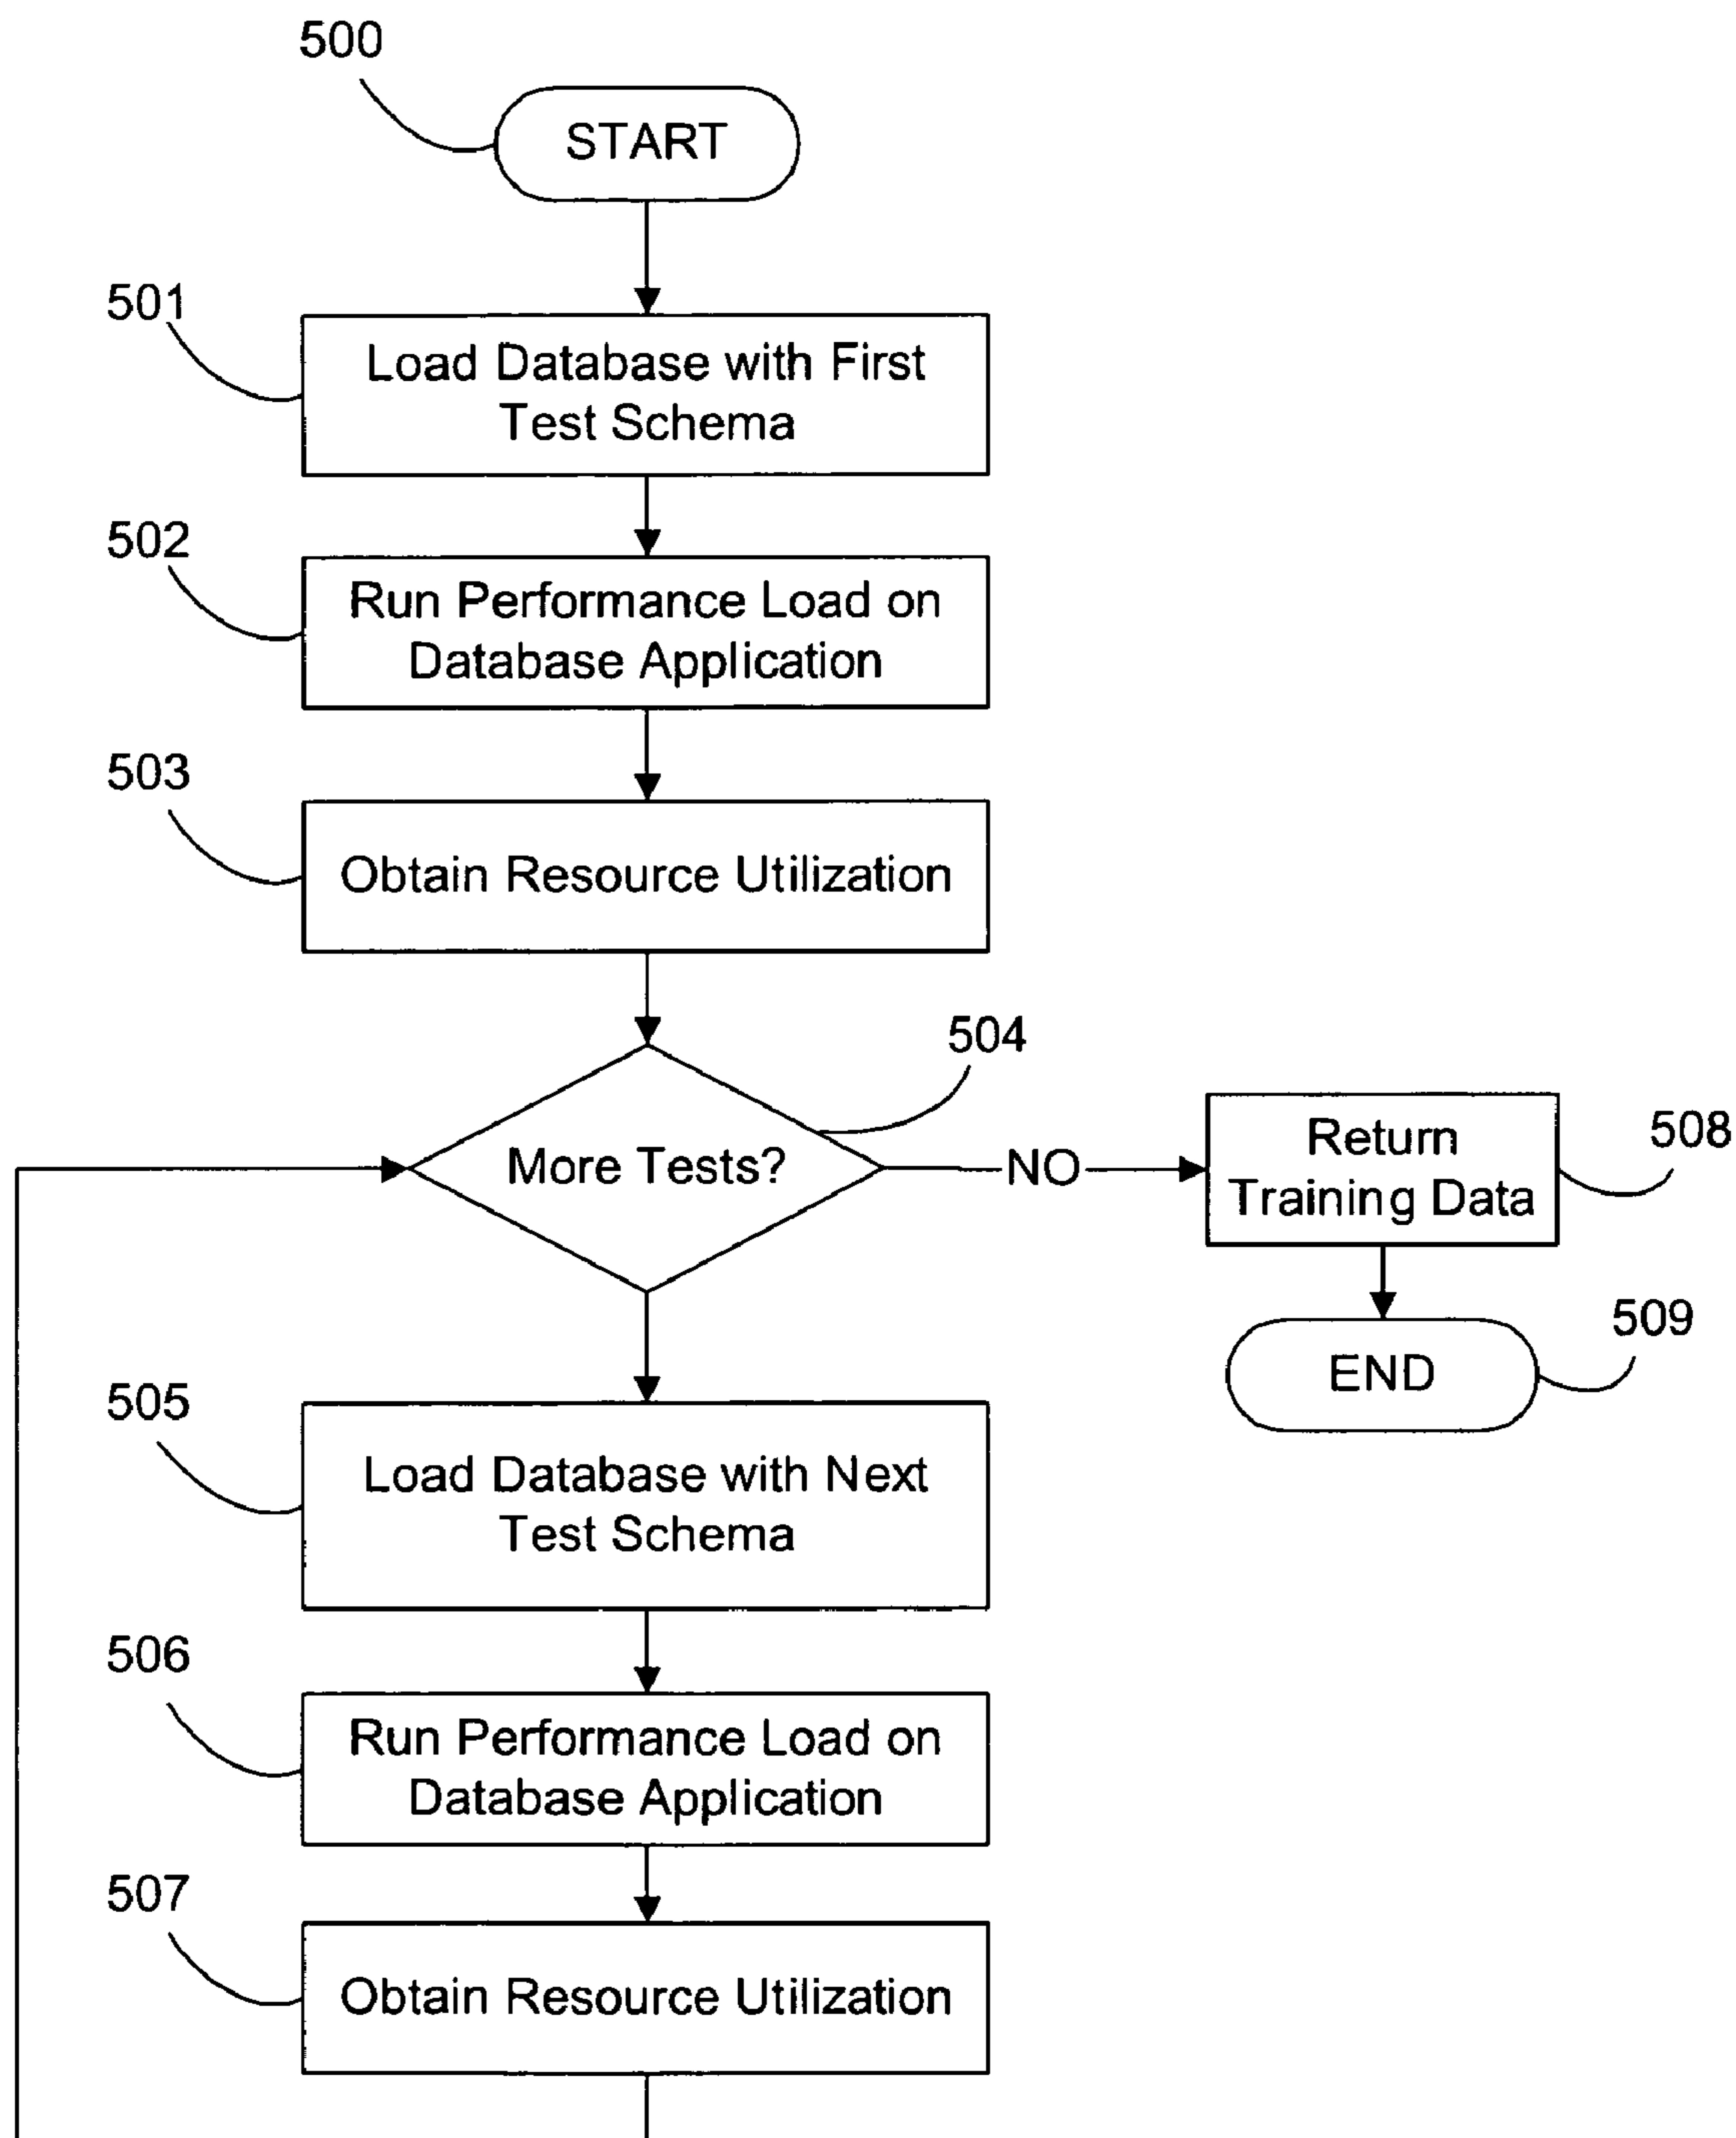 500
START
501
Load Database with First
Test Schema
502
Run Performance Load on
Database Application
503
Obtain Resource Utilization
504
More Tests?
NO
Return
Training Data
508
END
509
505
Load Database with Next
Test Schema
506
Run Performance Load on
Database Application
507
Obtain Resource Utilization